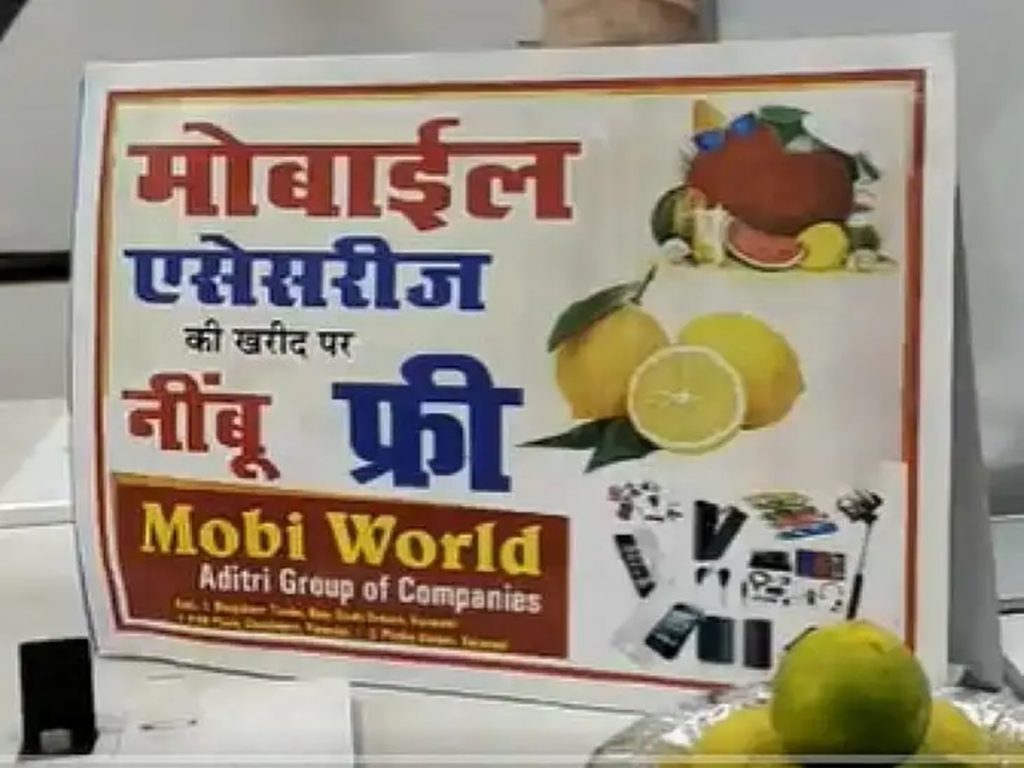 मोबाईल
एसेसरीज
की खरीद पर
नींबू फ्री
Mobi World
Aditri Group of Companies